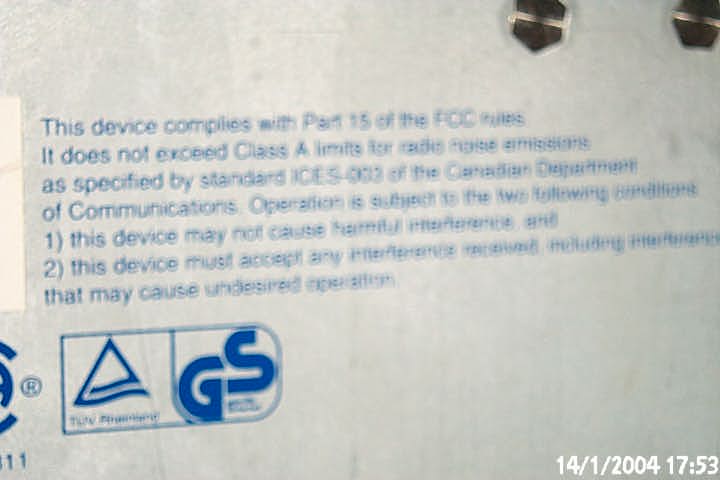 This device complies with Part 15 of the FCC rules
It does not exceed Class A limits for radio noise emissions
as specified by standard ICES-003 of the Canadian Department
of Communications. Operation is subject to the two following conditions
1) this device may not cause harmful interference, and
2) this device must accept any interference received, including interference
that may cause undesired operation.
®
TÜV Rheinland
GS
14/1/2004 17:53